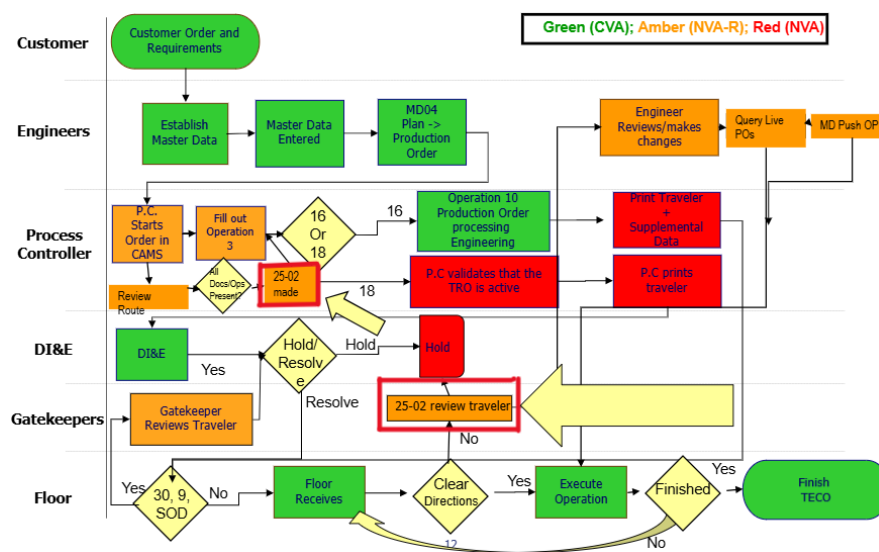 Green (CVA); Amber (NVA-R); Red (NVA)
Customer
Customer Order and
Requirements
Engineers
Establish
Master Data
Master Data
Entered
MD04
Plan ->
Production
Order
Engineer
Reviews/makes
changes
Query Live
POs
MD Push OP
Process
Controller
P.C.
Starts
Order in
CAMS
Fill out
Operation
3
16
Or
18
16
Operation 10
Production Order
processing
Engineering
Print Traveler
+
Supplemental
Data
Review
Route
All
Docs/Ops
Present?
25-02
made
18
P.C validates that the
TRO is active
P.C prints
traveler
DI&E
DI&E
Yes
Hold/
Resolv
e
Hold
Hold
Resolve
Gatekeepers
Gatekeeper
Reviews Traveler
25-02 review traveler
No
Floor
Yes
30, 9,
SOD
No
Floor
Receives
Clear
Directions
Yes
Execute
Operation
Finished
Yes
Finish
TECO
No
12